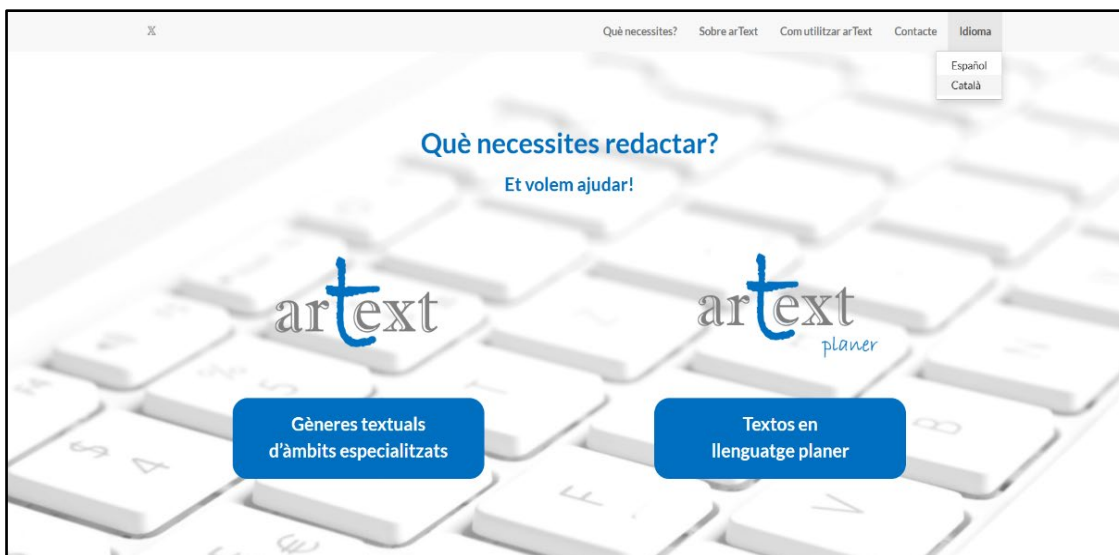 𝕏
Què necessites? Sobre arText Com utilitzar arText Contacte Idioma
Español
Català
Què necessites redactar?
Et volem ajudar!
artext
artext
planer
Gèneres textuals
d'àmbits especialitzats
Textos en
llenguatge planer